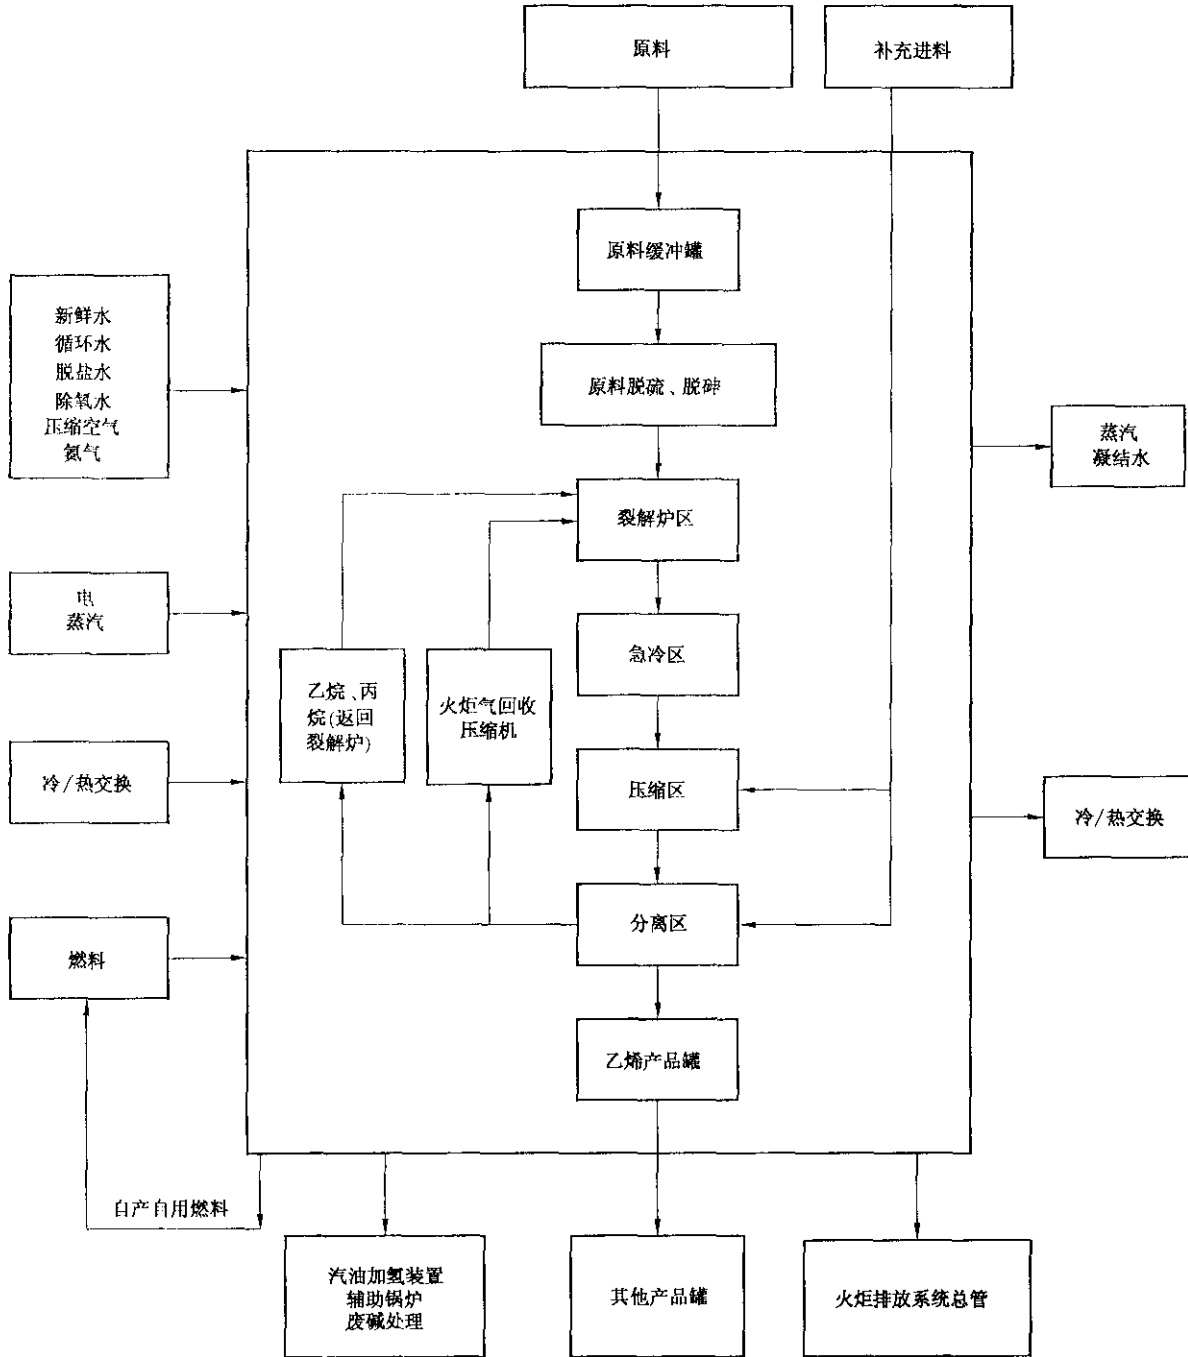 原料
补充进料
原料缓冲罐
新鲜水
循环水
脱盐水
除氧水
压缩空气
氮气
原料脱硫、脱砷
蒸汽
凝结水
裂解炉区
电
蒸汽
急冷区
乙烷、丙
烷(返回
裂解炉)
火炬气回收
压缩机
冷/热交换
压缩区
冷/热交换
分离区
燃料
乙烯产品罐
自产自用燃料
汽油加氢装置
辅助锅炉
废碱处理
其他产品罐
火炬排放系统总管